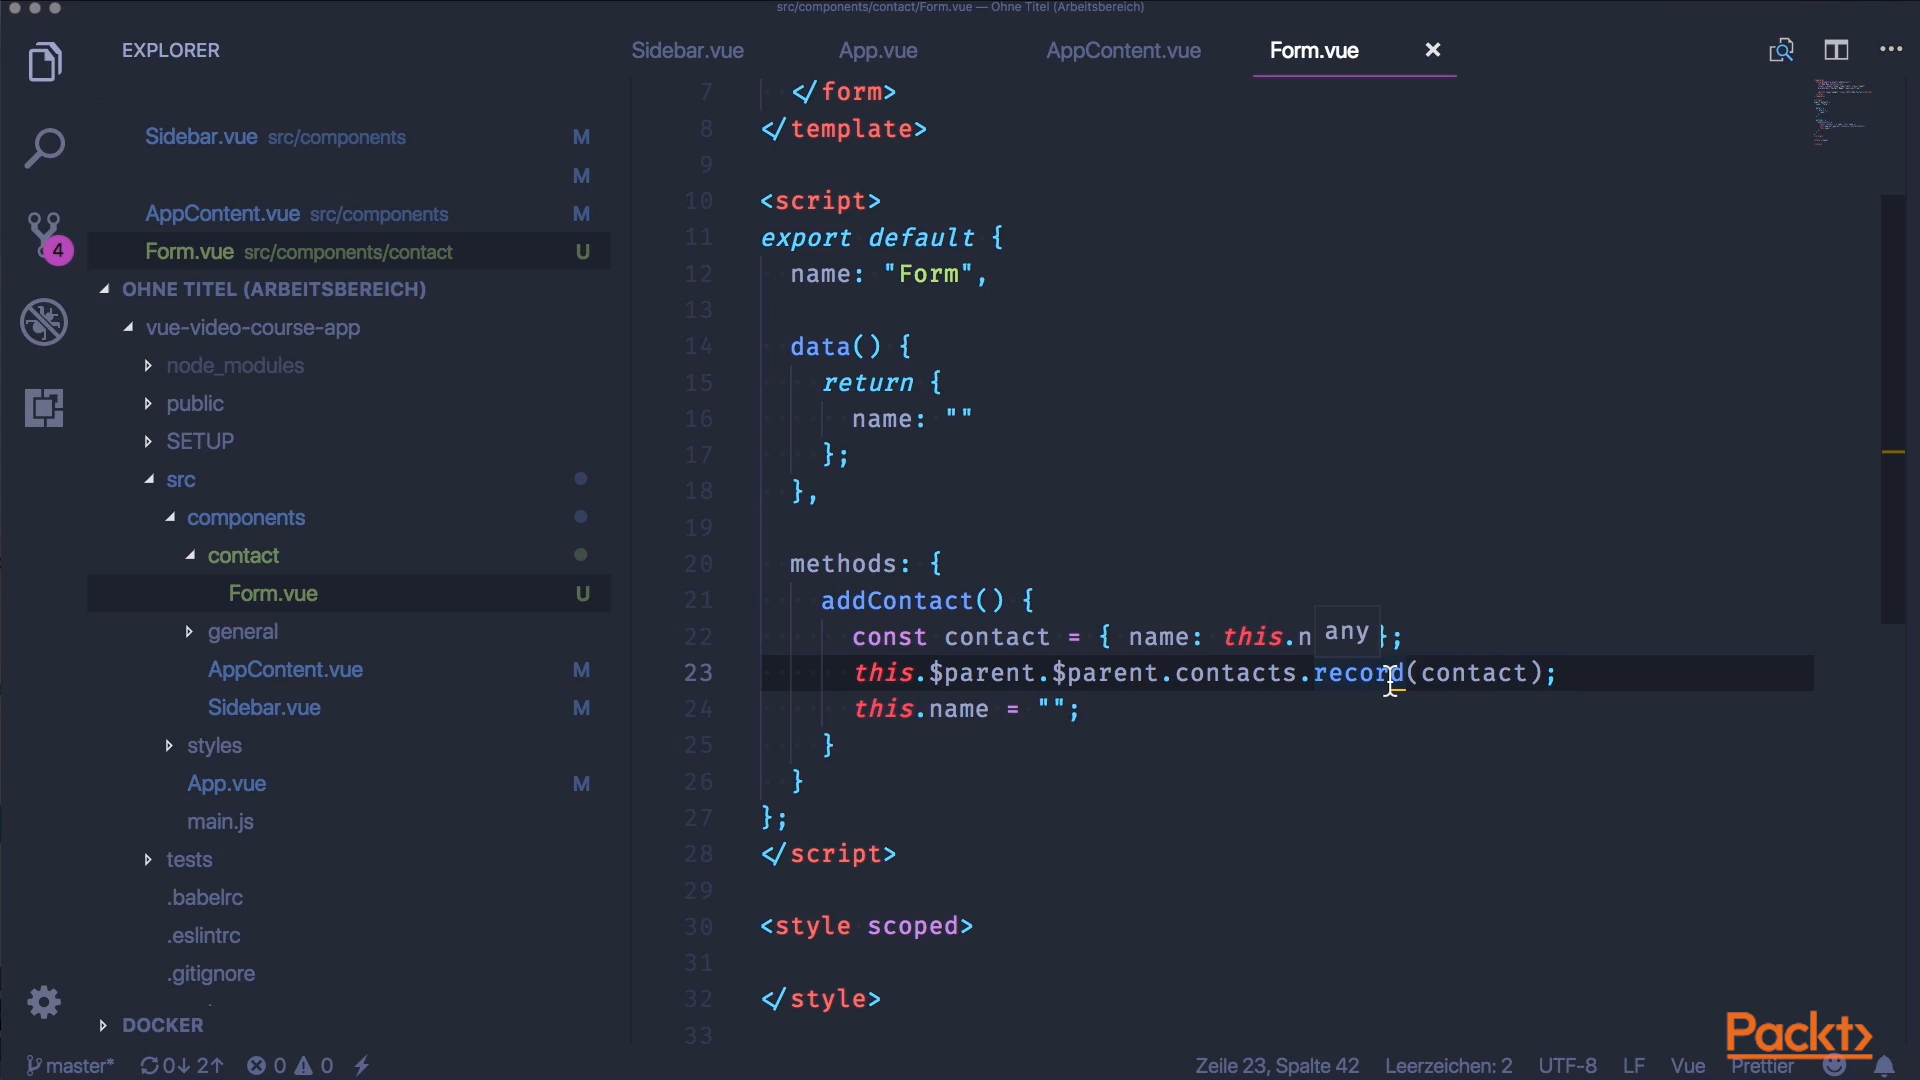 src/components/contact/Form.vue — Ohne Titel (Arbeitsbereich)
EXPLORER
Sidebar.vue App.vue AppContent.vue Form.vue ×
Sidebar.vue src/components M
M
AppContent.vue src/components M
Form.vue src/components/contact U
OHNE TITEL (ARBEITSBEREICH)
vue-video-course-app
node_modules
public
SETUP
src
components
contact
Form.vue U
general
AppContent.vue M
Sidebar.vue M
styles
App.vue M
main.js
tests
.babelrc
.eslintrc
.gitignore
DOCKER
4
7 </form>
8 </template>
9
10 <script>
11 export default {
12 name: "Form",
13
14 data() {
15 return {
16 name: ""
17 };
18 },
19
20 methods: {
21 addContact() {
22 const contact = { name: this.n any };
23 this.$parent.$parent.contacts.record(contact);
24 this.name = "";
25 }
26 }
27 };
28 </script>
29
30 <style scoped>
31
32 </style>
33
Packt>
master* 0↓ 2↑ 0 0 Zeile 23, Spalte 42 Leerzeichen: 2 UTF-8 LF Vue Prettier